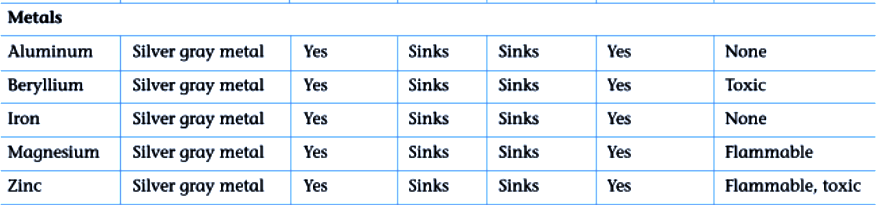 Metals
Aluminum Silver gray metal Yes Sinks Sinks Yes None
Beryllium Silver gray metal Yes Sinks Sinks Yes Toxic
Iron Silver gray metal Yes Sinks Sinks Yes None
Magnesium Silver gray metal Yes Sinks Sinks Yes Flammable
Zinc Silver gray metal Yes Sinks Sinks Yes Flammable, toxic